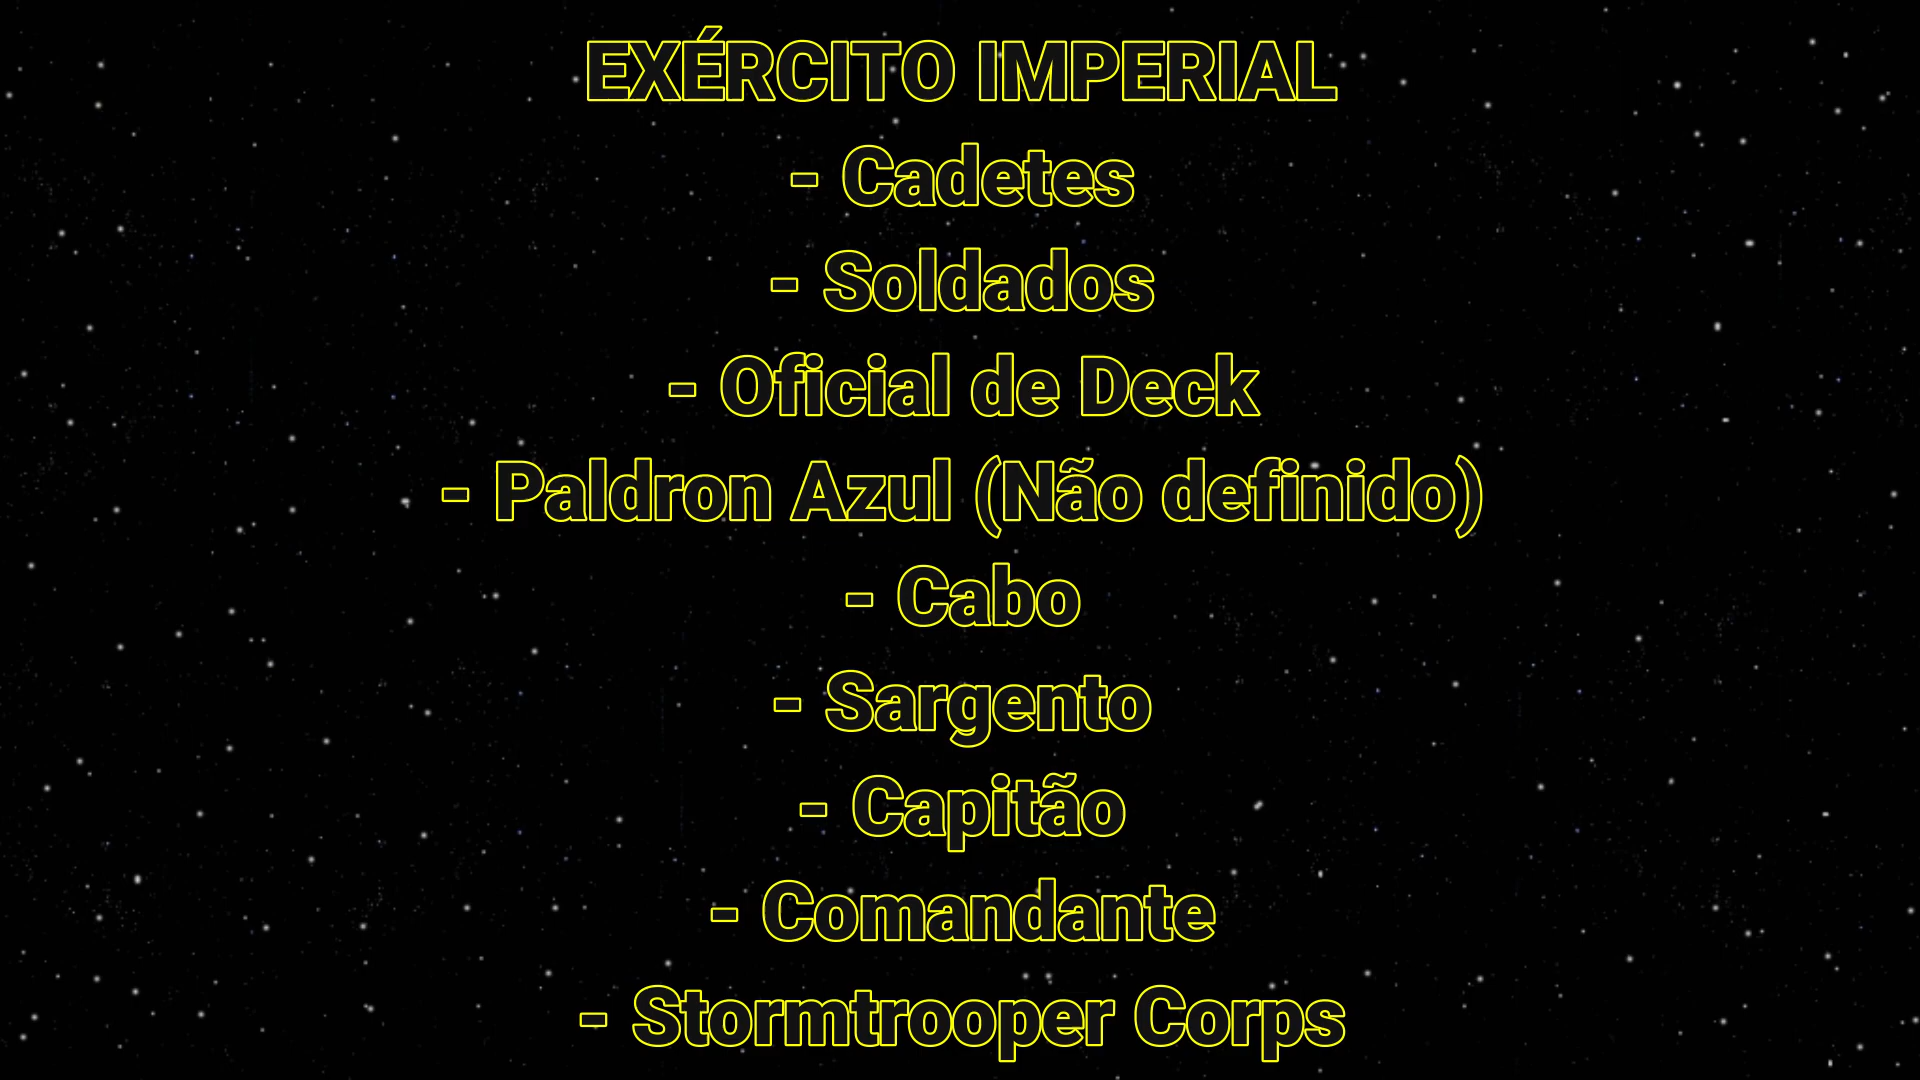 EXÉRCITO IMPERIAL
- Cadetes
- Soldados
- Oficial de Deck
- Paldron Azul (Não definido)
- Cabo
- Sargento
- Capitão
- Comandante
- Stormtrooper Corps